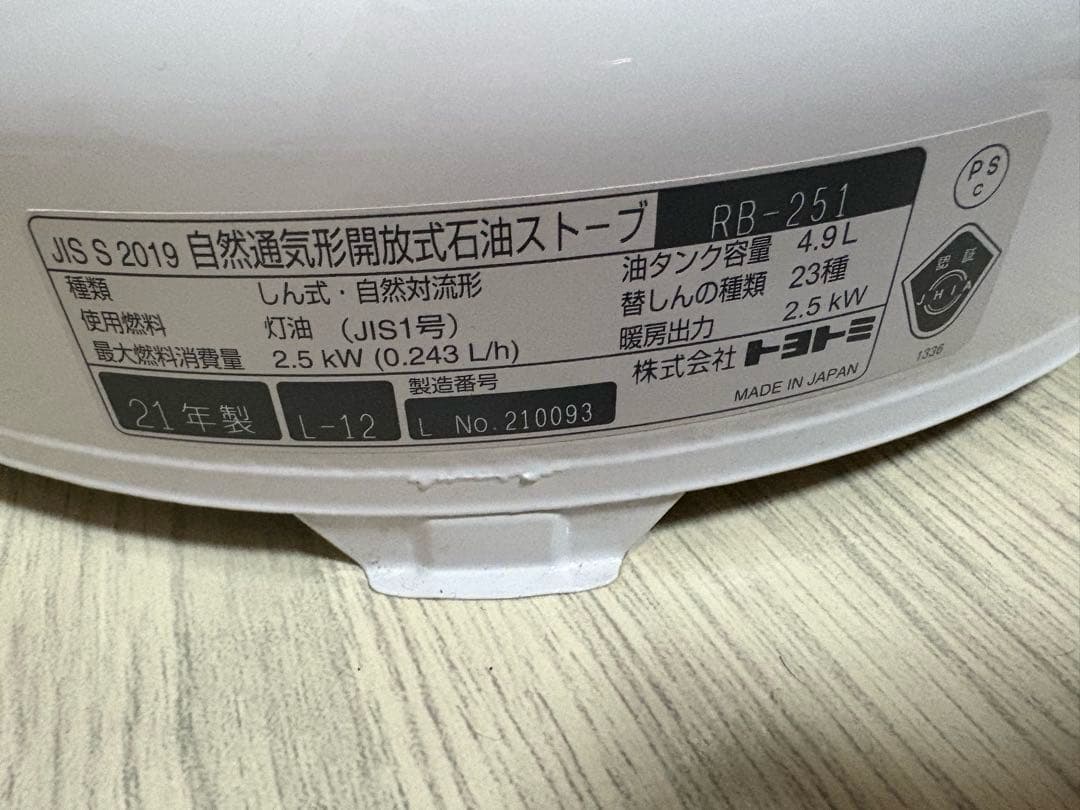 JIS S 2019 自然通気形開放式石油ストーブ RB-251
種類 しん式・自然対流形
使用燃料 灯油 (JIS1号)
最大燃料消費量 2.5 kW (0.243 L/h)
油タンク容量 4.9L
替しんの種類 23種
暖房出力 2.5 kW
21年製
L-12
製造番号
L No.210093
株式会社 トヨトミ
MADE IN JAPAN
PS
C
認証
JHIA
1336